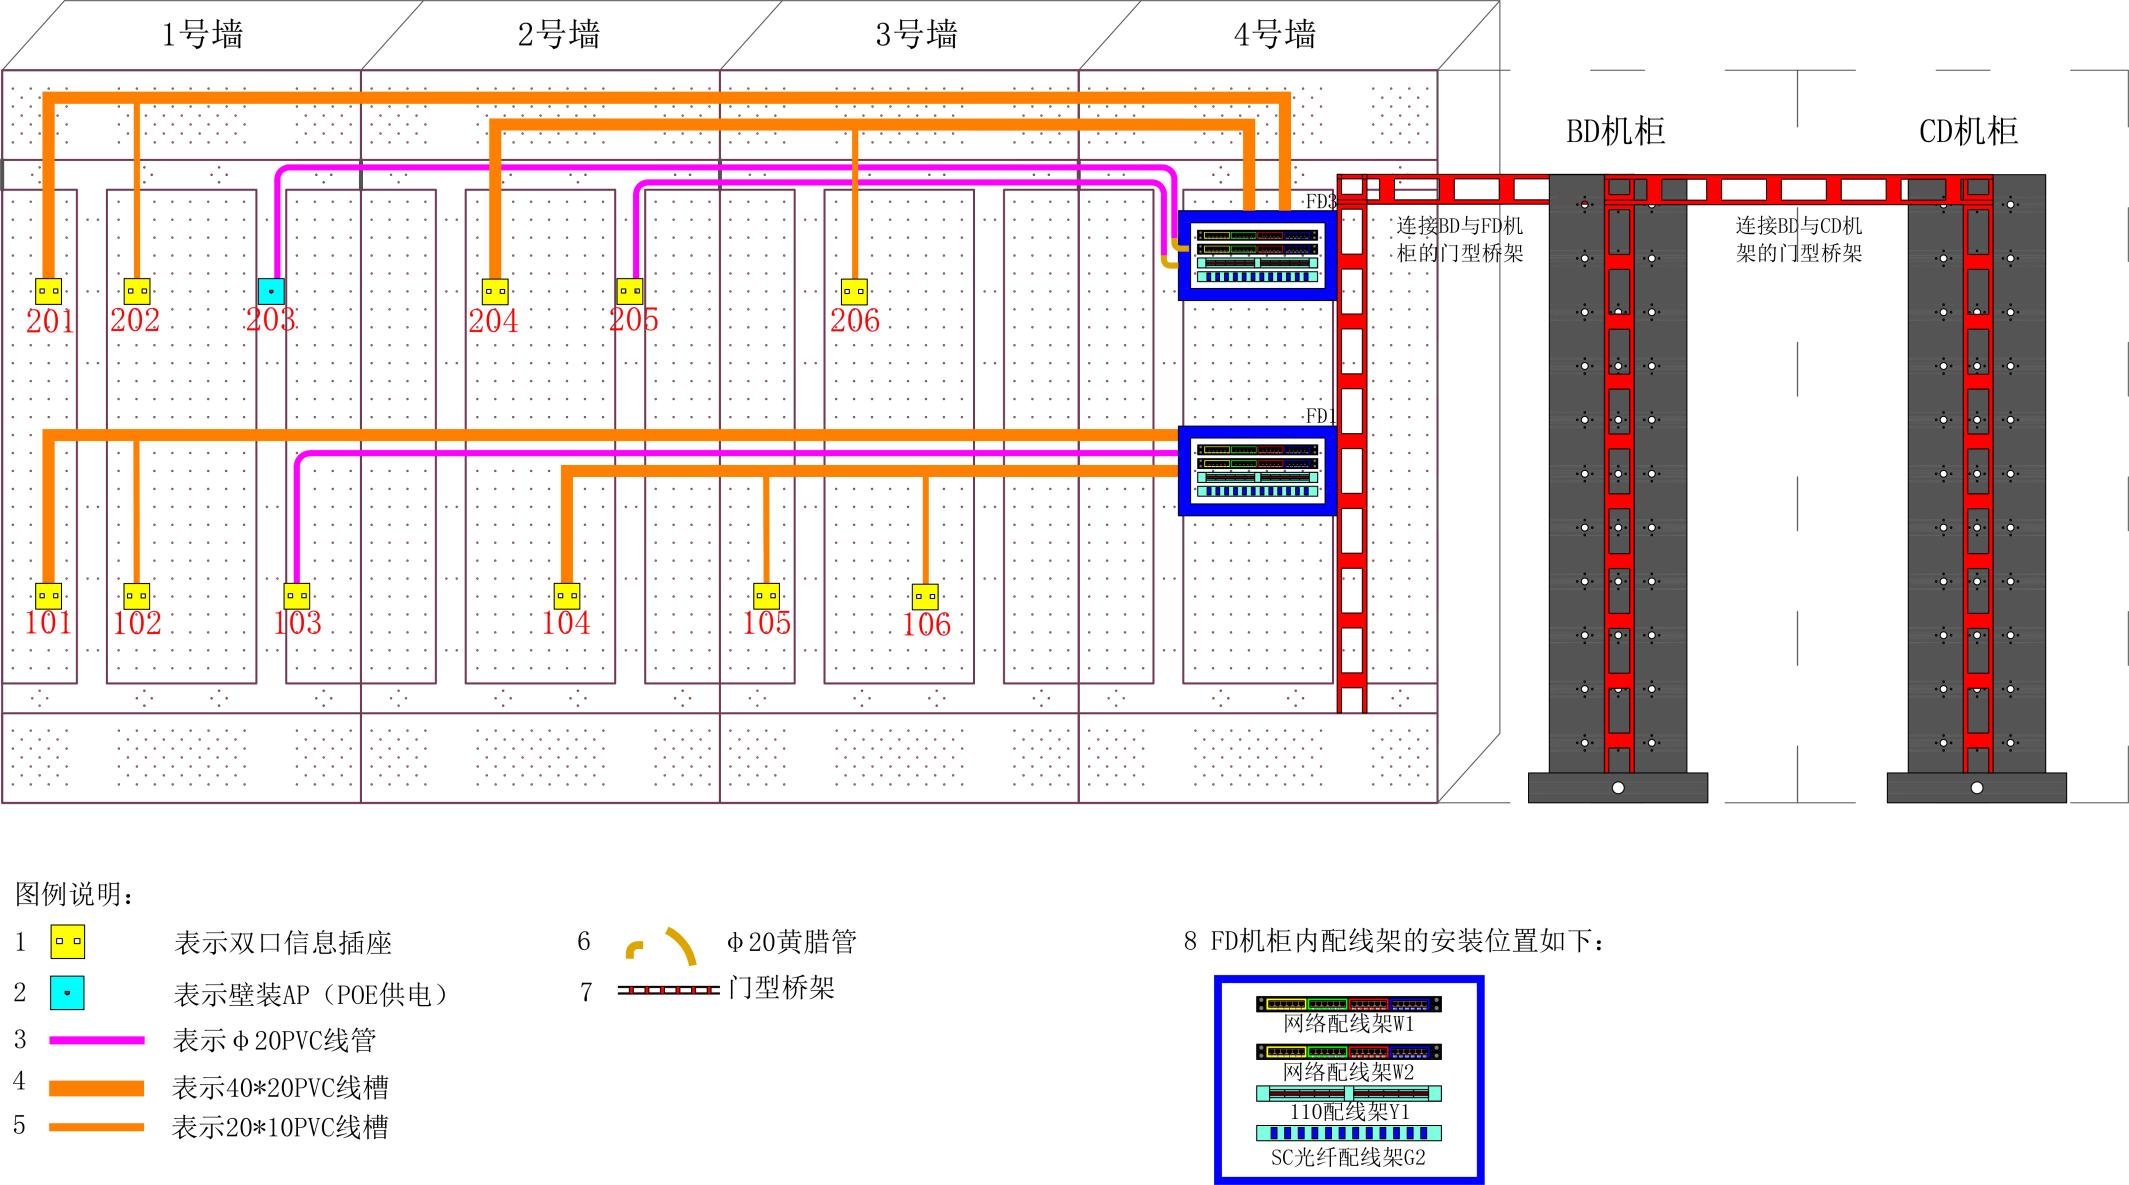 1号墙
2号墙
3号墙
4号墙
BD机柜
CD机柜
FD3
连接BD与FD机
柜的门型桥架
连接BD与CD机
架的门型桥架
201
202
203
204
205
206
FD1
101
102
103
104
105
106
图例说明：
1 表示双口信息插座
2 表示壁装AP（POE供电）
3 表示φ20PVC线管
4 表示40*20PVC线槽
5 表示20*10PVC线槽
6 φ20黄腊管
7 门型桥架
8 FD机柜内配线架的安装位置如下：
网络配线架W1
网络配线架W2
110配线架Y1
SC光纤配线架G2